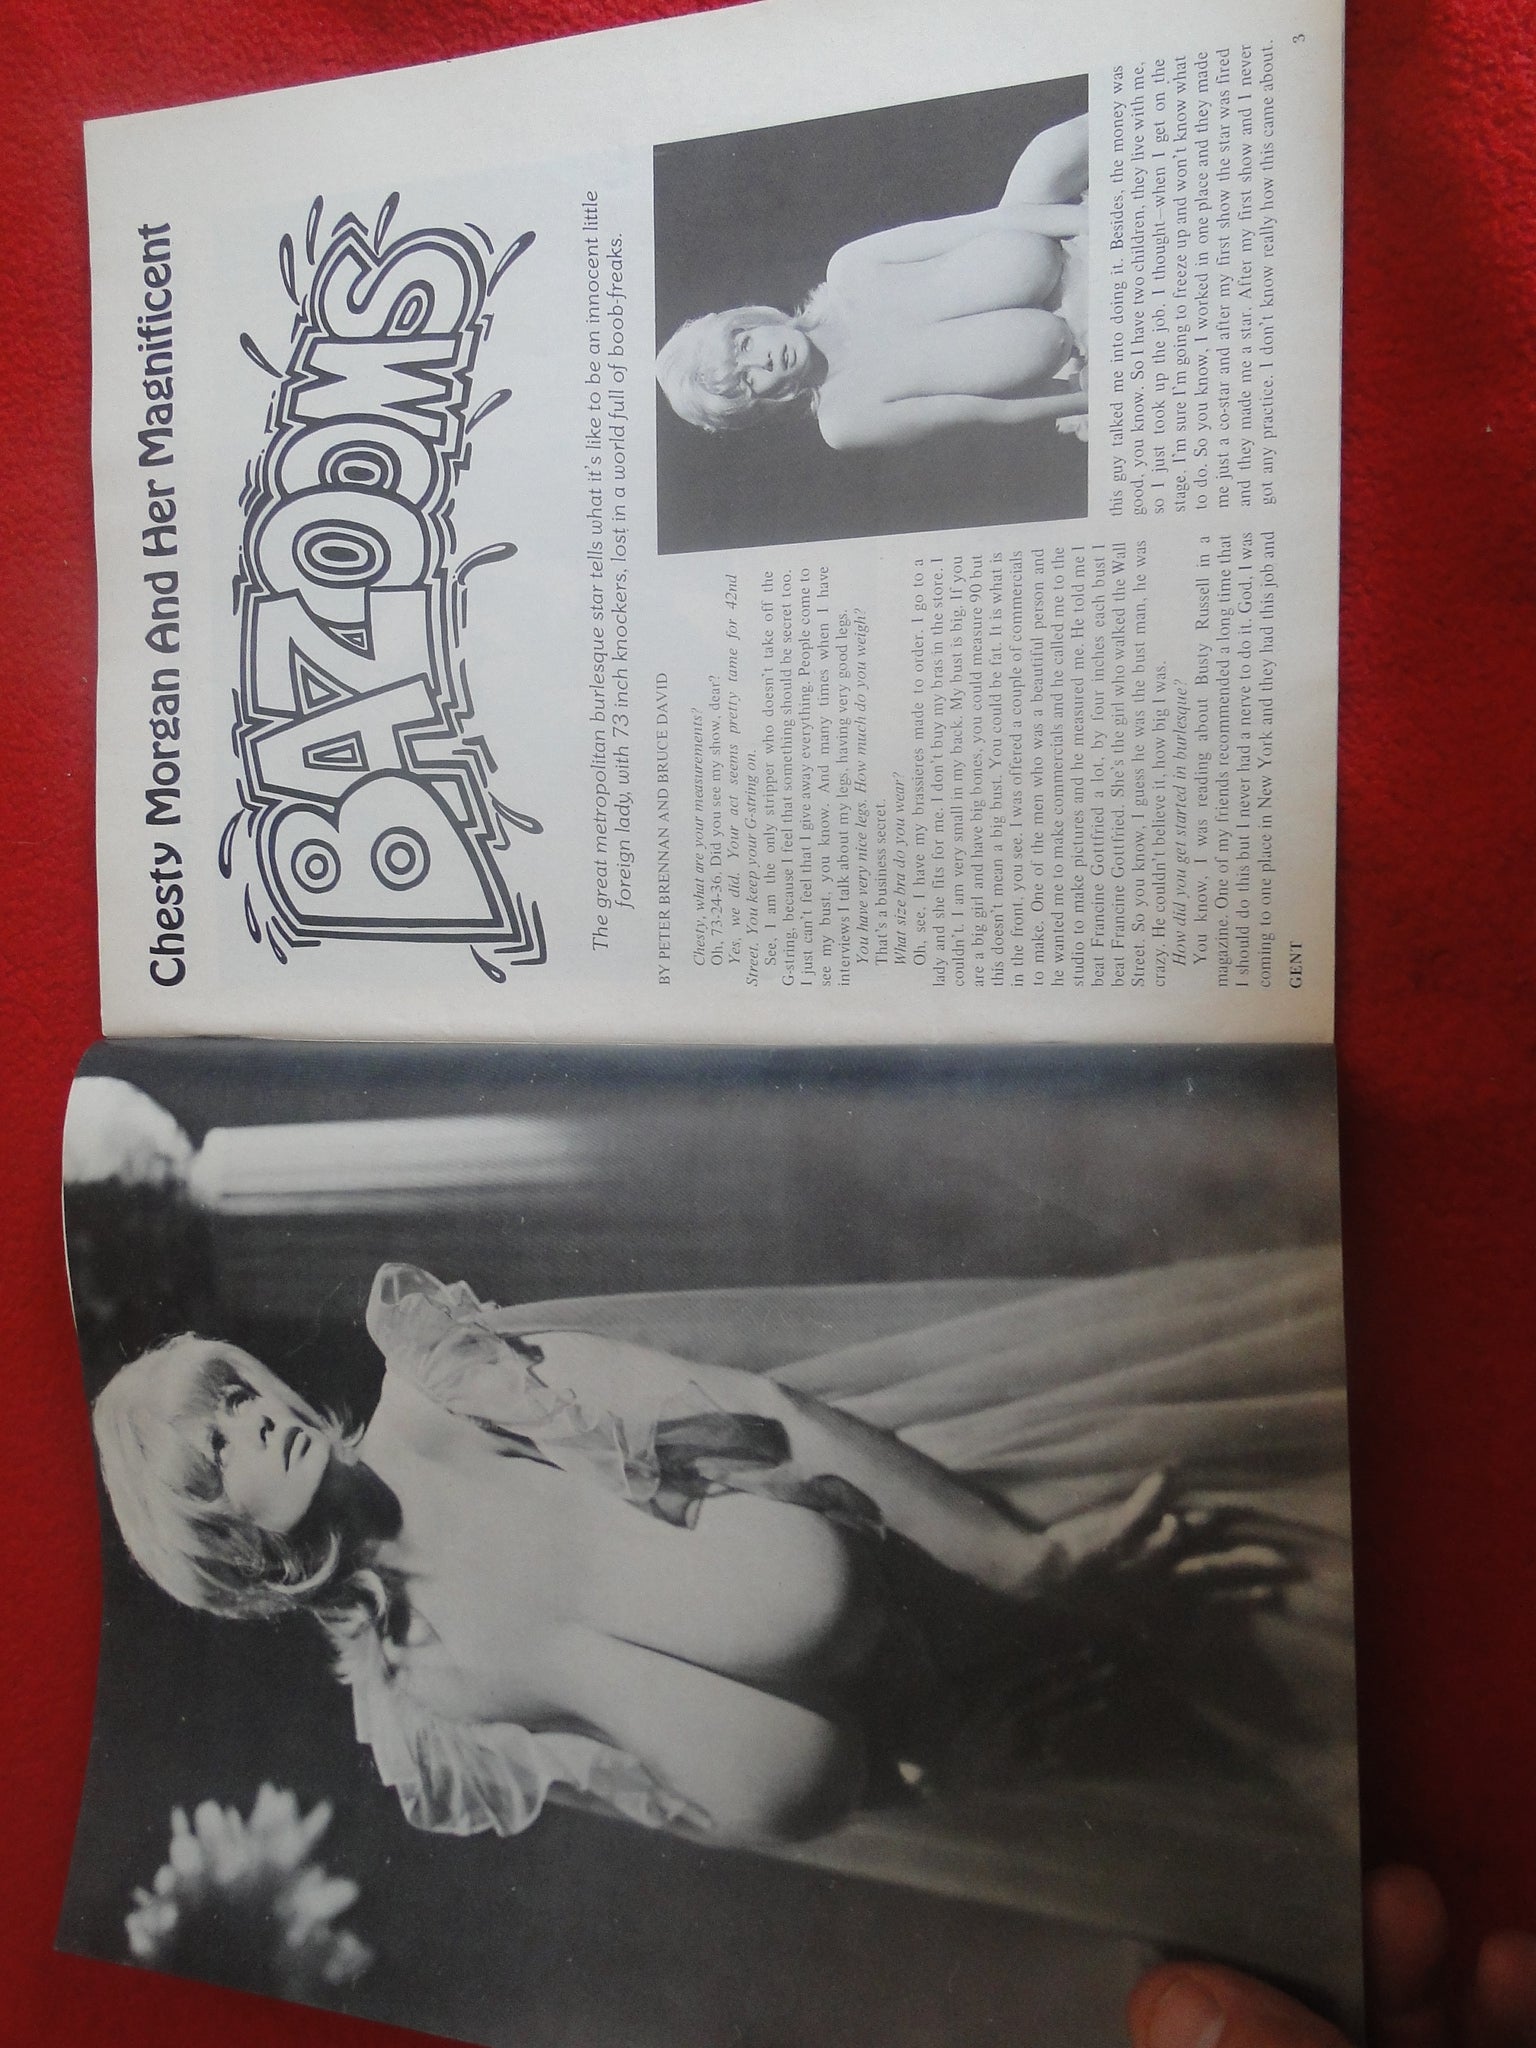 Chesty Morgan And Her Magnificent
BAZOOMS
The great metropolitan burlesque star tells what it's like to be an innocent little
foreign lady, with 73 inch knockers, lost in a world full of boob-freaks.
BY PETER BRENNAN AND BRUCE DAVID
Chesty, what are your measurements?
Oh, 73-24-36. Did you see my show, dear?
Yes, we did. Your act seems pretty tame for 42nd
Street. You keep your G-string on.
See, I am the only stripper who doesn't take off the
G-string, because I feel that something should be secret too.
I just can't feel that I give away everything. People come to
see my bust, you know. And many times when I have
interviews I talk about my legs, having very good legs.
You have very nice legs. How much do you weigh?
That's a business secret.
What size bra do you wear?
Oh, see, I have my brassieres made to order. I go to a
lady and she fits for me. I don't buy my bras in the store. I
couldn't. I am very small in my back. My bust is big. If you
are a big girl and have big bones, you could measure 90 but
this doesn't mean a big bust. You could be fat. It is what is
in the front, you see. I was offered a couple of commercials
to make. One of the men who was a beautiful person and
he wanted me to make commercials and he called me to the
studio to make pictures and he measured me. He told me I
beat Francine Gottfried a lot, by four inches each bust I
beat Francine Gottfried. She's the girl who walked the Wall
Street. So you know, I guess he was the bust man, he was
crazy. He couldn't believe it, how big I was.
How did you get started in burlesque?
You know, I was reading about Busty Russell in a
magazine. One of my friends recommended a long time that
I should do this but I never had a nerve to do it. God, I was
coming to one place in New York and they had this job and
this guy talked me into doing it. Besides, the money was
good, you know. So I have two children, they live with me,
so I just took up the job. I thought—when I get on the
stage. I'm sure I'm going to freeze up and won't know what
to do. So you know, I worked in one place and they made
me just a co-star and after my first show the star was fired
and they made me a star. After my first show and I never
got any practice. I don't know really how this came about.
GENT
3